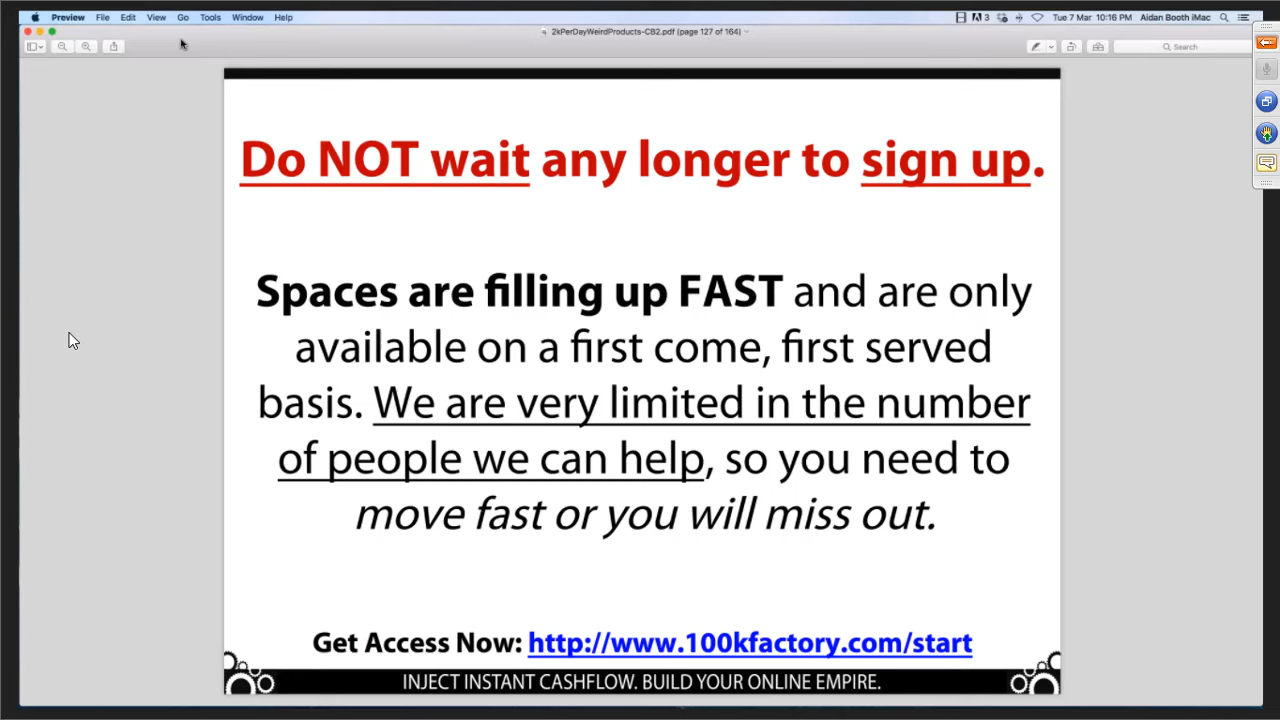 Preview File Edit View Go Tools Window Help
3 Tue 7 Mar 10:16 PM Aidan Booth iMac
2kPerDayWeirdProducts-CB2.pdf (page 127 of 164)
Search
Do NOT wait any longer to sign up.
Spaces are filling up FAST and are only
available on a first come, first served
basis. We are very limited in the number
of people we can help, so you need to
move fast or you will miss out.
Get Access Now: http://www.100kfactory.com/start
INJECT INSTANT CASHFLOW. BUILD YOUR ONLINE EMPIRE.